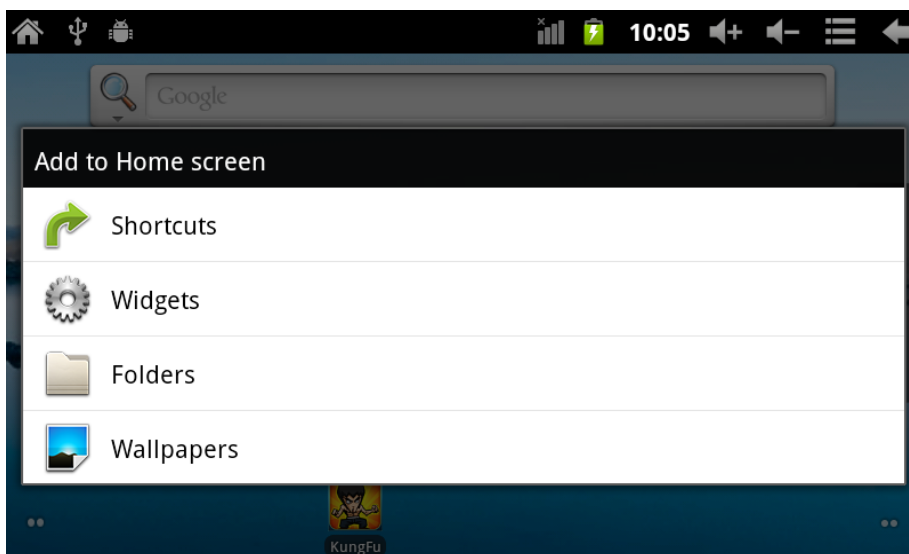 10:05
Google
Add to Home screen
Shortcuts
Widgets
Folders
Wallpapers
KungFu